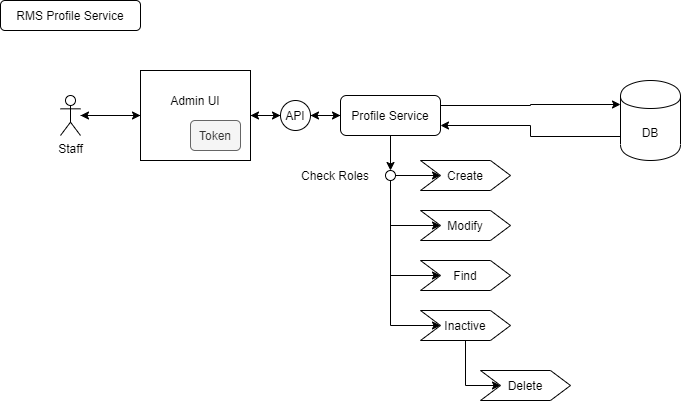 RMS Profile Service
Admin UI
API
Profile Service
Token
DB
Staff
Check Roles
Create
Modify
Find
Inactive
Delete